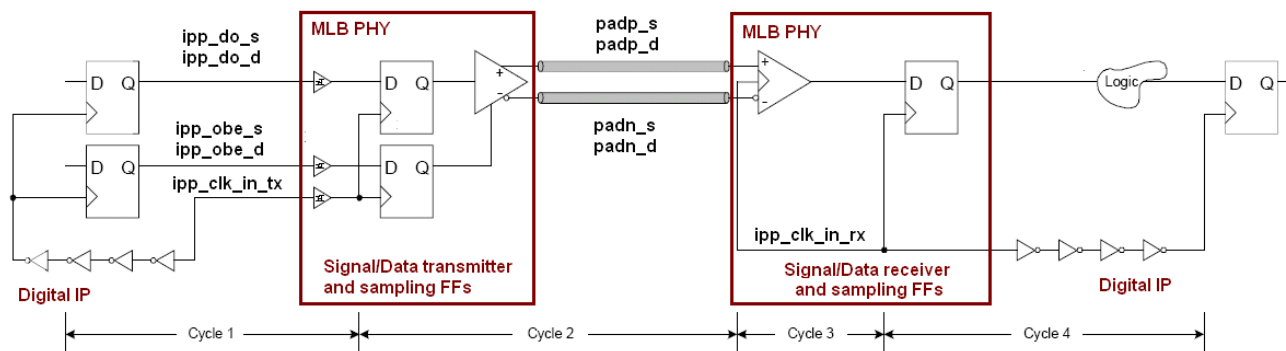 ipp_do_s
ipp_do_d
MLB PHY
padp_s
padp_d
MLB PHY
D Q
D Q
+
-
+
-
D Q
Logic
D Q
ipp_obe_s
ipp_obe_d
padn_s
padn_d
D Q
D Q
ipp_clk_in_tx
ipp_clk_in_rx
Digital IP
Signal/Data transmitter
and sampling FFs
Signal/Data receiver
and sampling FFs
Digital IP
Cycle 1
Cycle 2
Cycle 3
Cycle 4